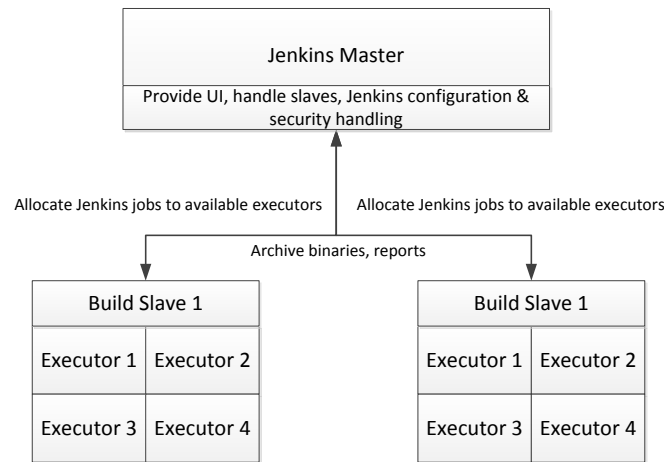 Jenkins Master
Provide UI, handle slaves, Jenkins configuration &
security handling
Allocate Jenkins jobs to available executors
Allocate Jenkins jobs to available executors
Archive binaries, reports
Build Slave 1
Executor 1
Executor 2
Executor 3
Executor 4
Build Slave 1
Executor 1
Executor 2
Executor 3
Executor 4